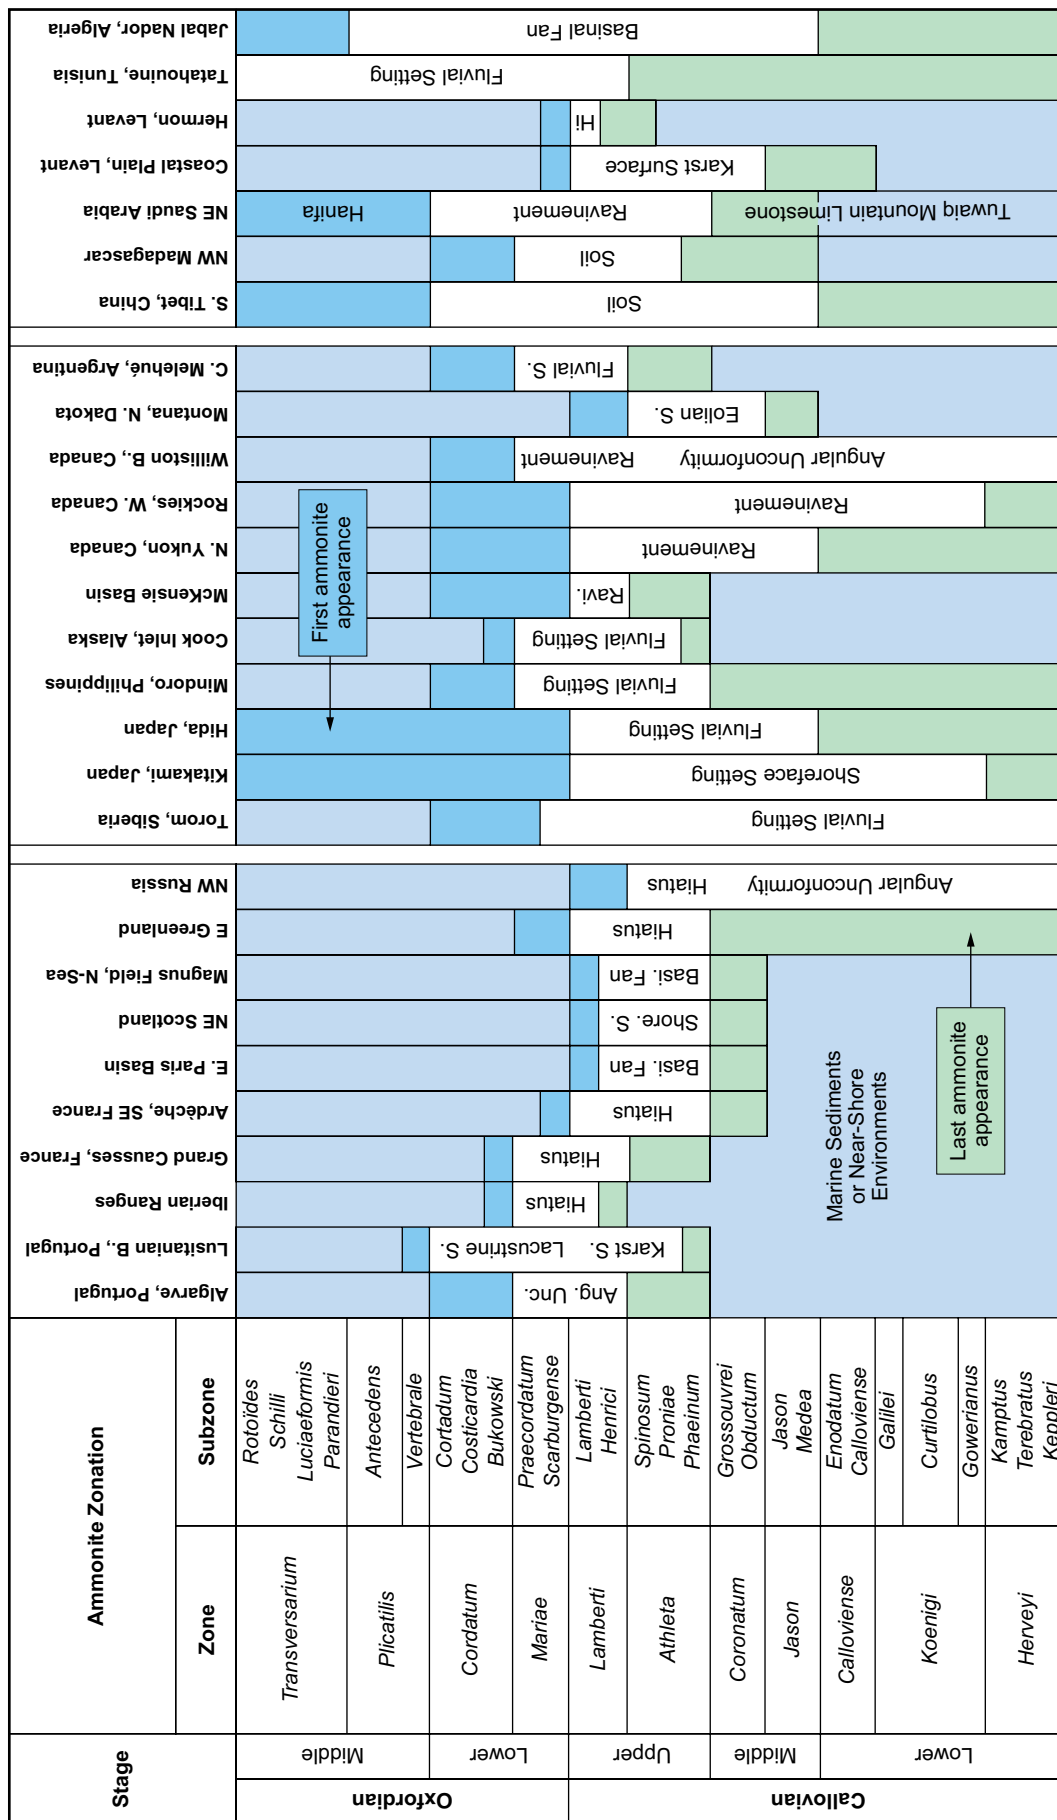 Stage
Ammonite Zonation
Zone
Subzone
Algarve, Portugal
Lusitanian B., Portugal
Iberian Ranges
Grand Causses, France
Ardèche, SE France
E. Paris Basin
NE Scotland
Magnus Field, N-Sea
E Greenland
NW Russia
Torom, Siberia
Kitakami, Japan
Hida, Japan
Mindoro, Philippines
Cook Inlet, Alaska
McKensie Basin
N. Yukon, Canada
Rockies, W. Canada
Williston B., Canada
Montana, N. Dakota
C. Melehué, Argentina
S. Tibet, China
NW Madagascar
NE Saudi Arabia
Coastal Plain, Levant
Hermon, Levant
Tatahouine, Tunisia
Jabal Nador, Algeria
Oxfordian
Callovian
Middle
Lower
Upper
Middle
Lower
Transversarium
Plicatilis
Cordatum
Mariae
Lamberti
Athleta
Coronatum
Jason
Calloviense
Koenigi
Herveyi
Rotoïdes
Schilli
Luciaeformis
Parandieri
Antecedens
Vertebrale
Cortadum
Costicardia
Bukowski
Praecordatum
Scarburgense
Lamberti
Henrici
Spinosum
Proniae
Phaeinum
Grossouvrei
Obductum
Jason
Medea
Enodatum
Calloviense
Galilei
Curtilobus
Gowerianus
Kamptus
Terebratus
Keppleri
Ang. Unc.
Lacustrine S.
Karst S.
Hiatus
Hiatus
Hiatus
Basi. Fan
Shore. S.
Basi. Fan
Hiatus
Hiatus
Angular Unconformity
Marine Sediments
or Near-Shore
Environments
Last ammonite
appearance
Fluvial Setting
Shoreface Setting
Fluvial Setting
Fluvial Setting
Fluvial Setting
Ravi.
Ravinement
Ravinement
Ravinement
Angular Unconformity
Eolian S.
Fluvial S.
First ammonite
appearance
Soil
Soil
Hanifa
Ravinement
Tuwaiq Mountain Limestone
Karst Surface
Hi
Fluvial Setting
Basinal Fan